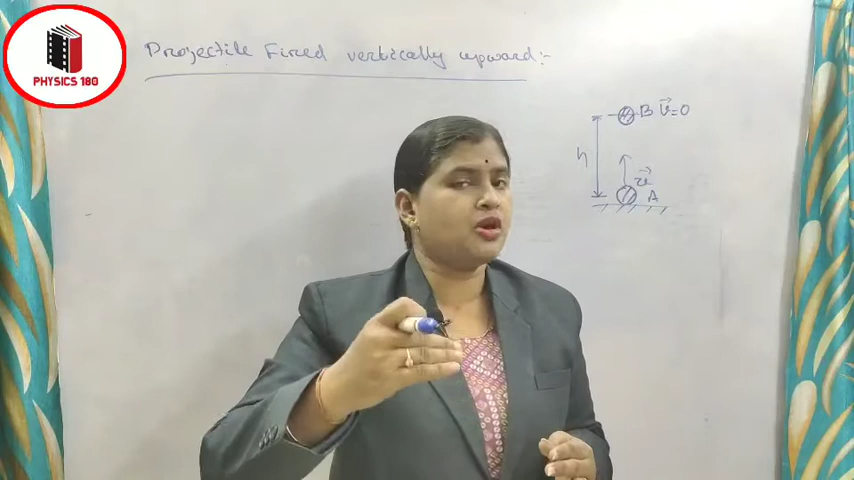 PHYSICS 180
Projectile Fired vertically upward:-
B v⃗=0
h
u⃗
A